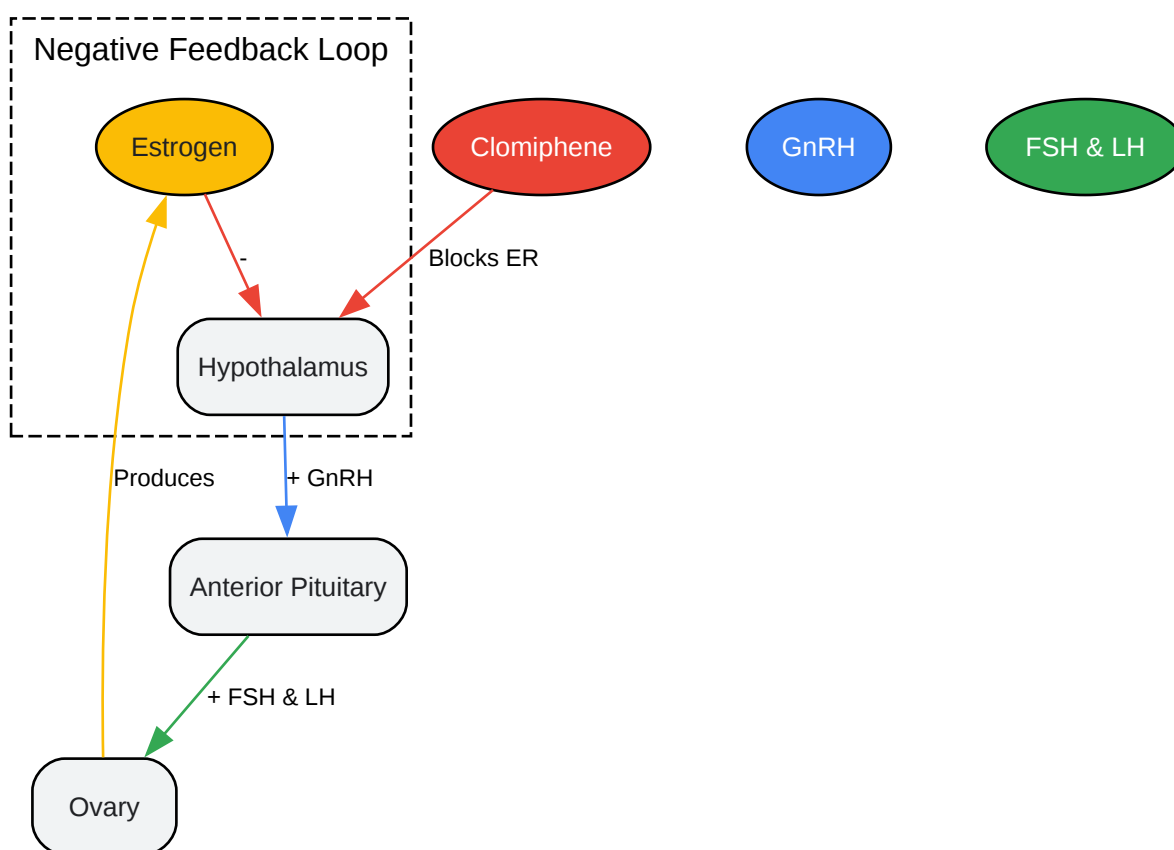 Negative Feedback Loop
Estrogen
Clomiphene
GnRH
FSH & LH
-
Blocks ER
Hypothalamus
Produces
+ GnRH
Anterior Pituitary
+ FSH & LH
Ovary